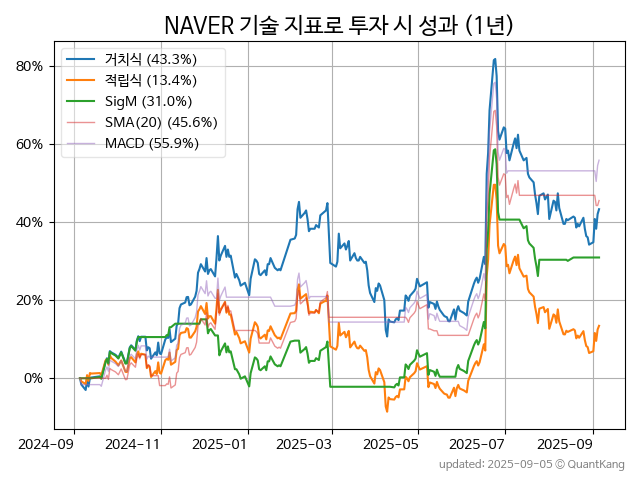 NAVER 기술 지표로 투자 시 성과 (1년)
거치식 (43.3%)
적립식 (13.4%)
SigM (31.0%)
SMA(20) (45.6%)
MACD (55.9%)
80%
60%
40%
20%
0%
2024-09 2024-11 2025-01 2025-03 2025-05 2025-07 2025-09
updated: 2025-09-05 © QuantKang